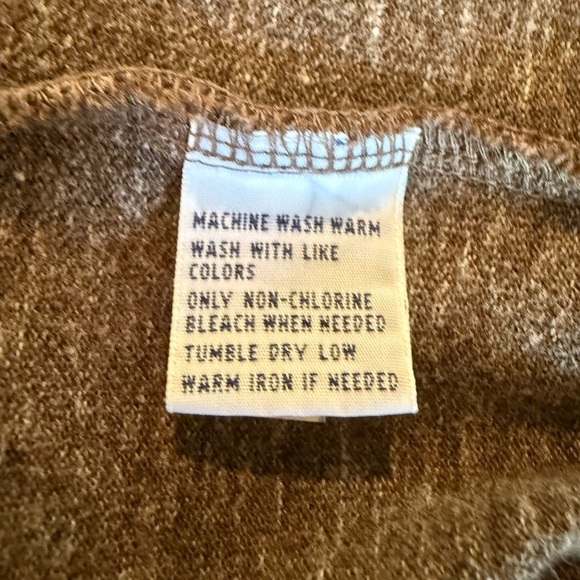 MACHINE WASH WARM
WASH WITH LIKE
COLORS
ONLY NON-CHLORINE
BLEACH WHEN NEEDED
TUMBLE DRY LOW
WARM IRON IF NEEDED